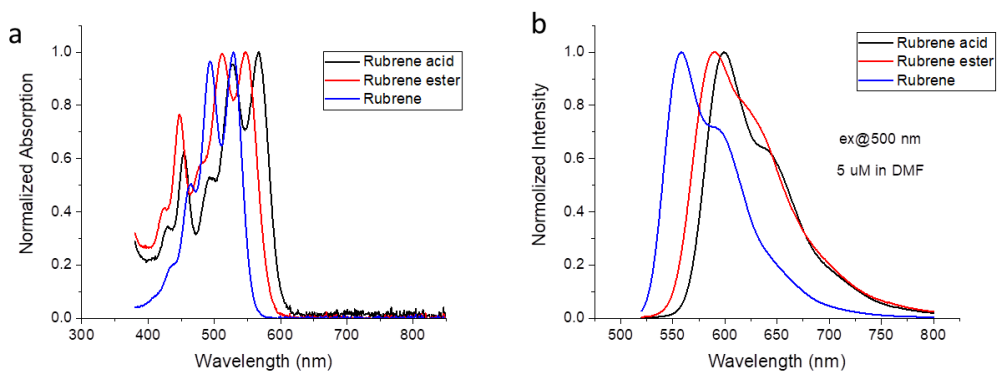 a
1.0
0.8
0.6
0.4
0.2
0.0
Normalized Absorption
300
400
500
600
700
800
Wavelength (nm)
Rubrene acid
Rubrene ester
Rubrene
b
1.0
0.8
0.6
0.4
0.2
0.0
Normolized Intensity
500
550
600
650
700
750
800
Wavelength (nm)
Rubrene acid
Rubrene ester
Rubrene
ex@500 nm
5 uM in DMF